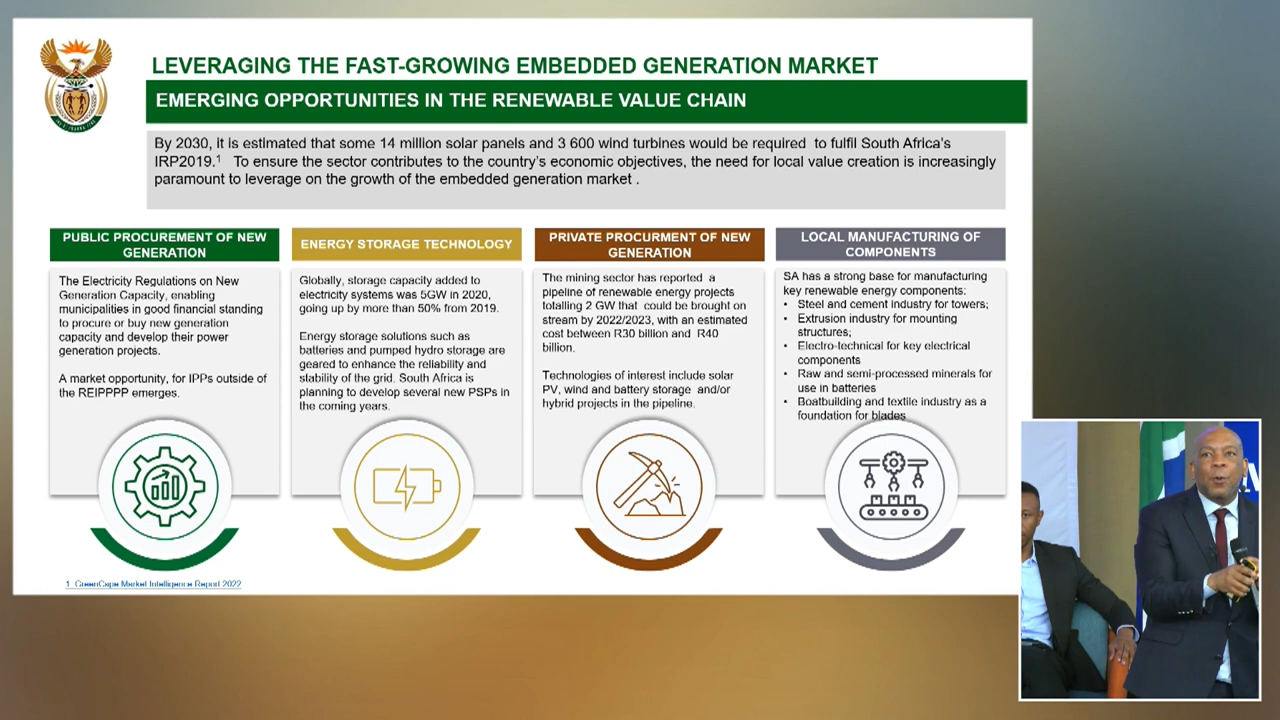 LEVERAGING THE FAST-GROWING EMBEDDED GENERATION MARKET
EMERGING OPPORTUNITIES IN THE RENEWABLE VALUE CHAIN
By 2030, it is estimated that some 14 million solar panels and 3 600 wind turbines would be required to fulfil South Africa's
IRP2019.¹ To ensure the sector contributes to the country's economic objectives, the need for local value creation is increasingly
paramount to leverage on the growth of the embedded generation market .
PUBLIC PROCUREMENT OF NEW
GENERATION
The Electricity Regulations on New
Generation Capacity, enabling
municipalities in good financial standing
to procure or buy new generation
capacity and develop their power
generation projects.
A market opportunity, for IPPs outside of
the REIPPPP emerges.
ENERGY STORAGE TECHNOLOGY
Globally, storage capacity added to
electricity systems was 5GW in 2020,
going up by more than 50% from 2019.
Energy storage solutions such as
batteries and pumped hydro storage are
geared to enhance the reliability and
stability of the grid. South Africa is
planning to develop several new PSPs in
the coming years.
PRIVATE PROCURMENT OF NEW
GENERATION
The mining sector has reported a
pipeline of renewable energy projects
totalling 2 GW that could be brought on
stream by 2022/2023, with an estimated
cost between R30 billion and R40
billion.
Technologies of interest include solar
PV, wind and battery storage and/or
hybrid projects in the pipeline.
LOCAL MANUFACTURING OF
COMPONENTS
SA has a strong base for manufacturing
key renewable energy components:
• Steel and cement industry for towers;
• Extrusion industry for mounting
structures;
• Electro-technical for key electrical
components
• Raw and semi-processed minerals for
use in batteries
• Boatbuilding and textile industry as a
foundation for blades
1 GreenCape Market Intelligence Report 2022